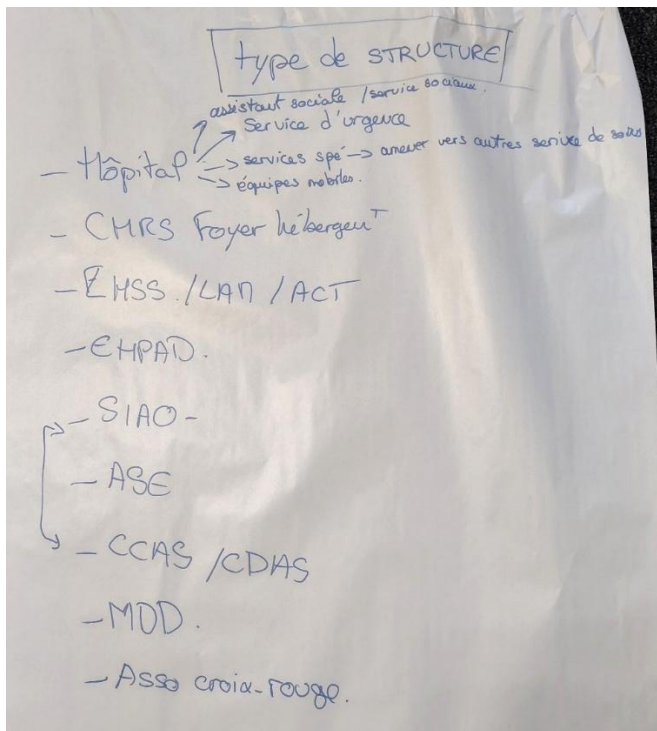 type de STRUCTURE
assistant sociale / service sociaux.
Service d'urgence
- Hôpital → services spé → amener vers autres service de soins
→ équipes mobiles.
- CHRS Foyer hébergenT
- LHSS / LAM / ACT
- EHPAD.
- SIAO -
- ASE
- CCAS / CDAS
- MDD.
- Asso croix-rouge.